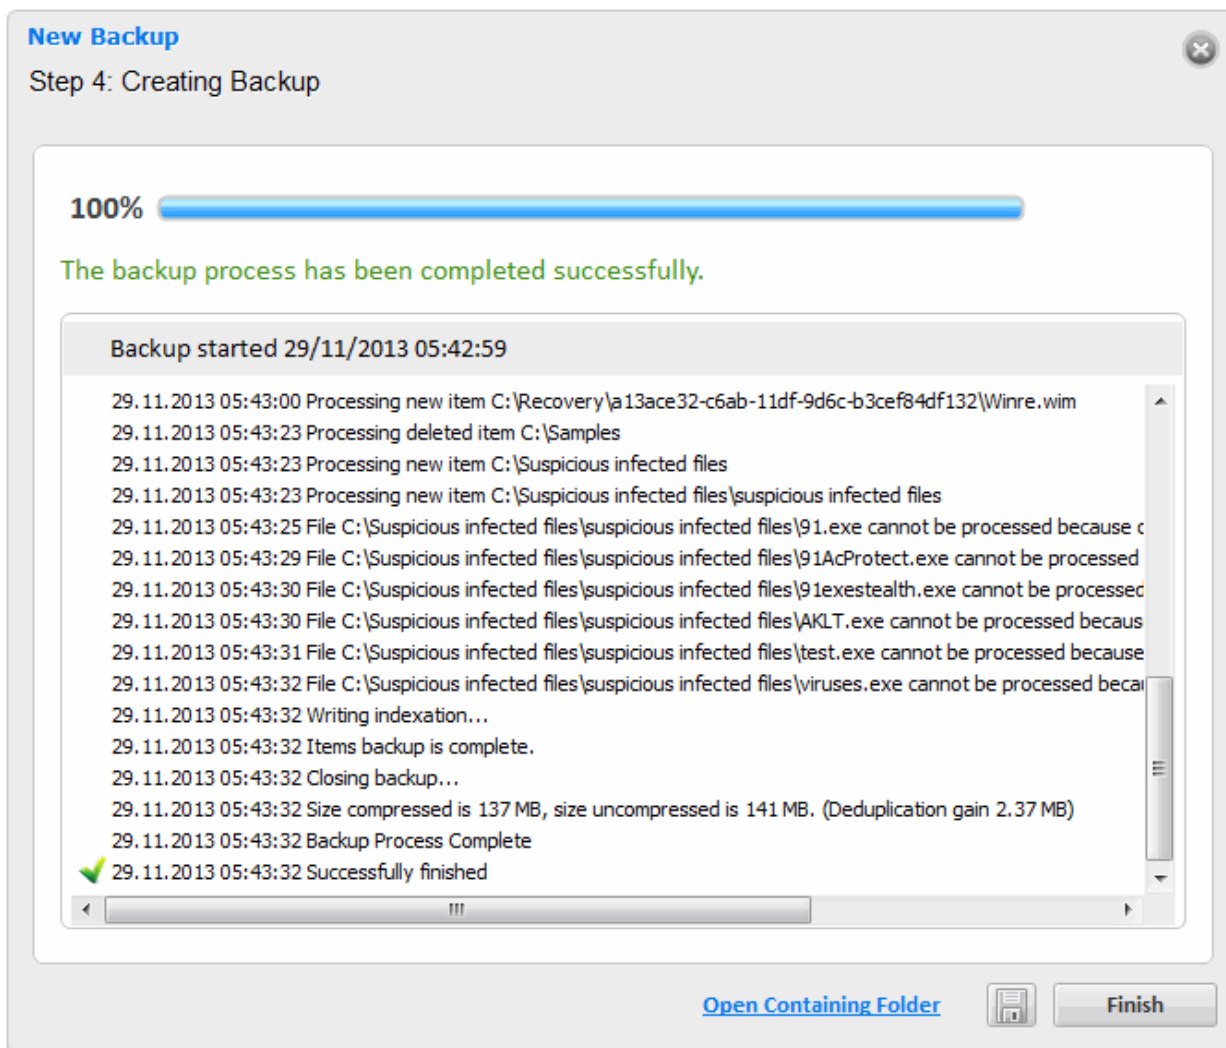 New Backup
Step 4: Creating Backup
100%
The backup process has been completed successfully.
Backup started 29/11/2013 05:42:59
29.11.2013 05:43:00 Processing new item C:\Recovery\a13ace32-c6ab-11df-9d6c-b3cef84df132\Winre.wim
29.11.2013 05:43:23 Processing deleted item C:\Samples
29.11.2013 05:43:23 Processing new item C:\Suspicious infected files
29.11.2013 05:43:23 Processing new item C:\Suspicious infected files\suspicious infected files
29.11.2013 05:43:25 File C:\Suspicious infected files\suspicious infected files\91.exe cannot be processed because
29.11.2013 05:43:29 File C:\Suspicious infected files\suspicious infected files\91AcProtect.exe cannot be processed
29.11.2013 05:43:30 File C:\Suspicious infected files\suspicious infected files\91exestealth.exe cannot be processed
29.11.2013 05:43:30 File C:\Suspicious infected files\suspicious infected files\AKLT.exe cannot be processed becaus
29.11.2013 05:43:31 File C:\Suspicious infected files\suspicious infected files\test.exe cannot be processed because
29.11.2013 05:43:32 File C:\Suspicious infected files\suspicious infected files\viruses.exe cannot be processed beca
29.11.2013 05:43:32 Writing indexation...
29.11.2013 05:43:32 Items backup is complete.
29.11.2013 05:43:32 Closing backup...
29.11.2013 05:43:32 Size compressed is 137 MB, size uncompressed is 141 MB. (Deduplication gain 2.37 MB)
29.11.2013 05:43:32 Backup Process Complete
29.11.2013 05:43:32 Successfully finished
Open Containing Folder
Finish